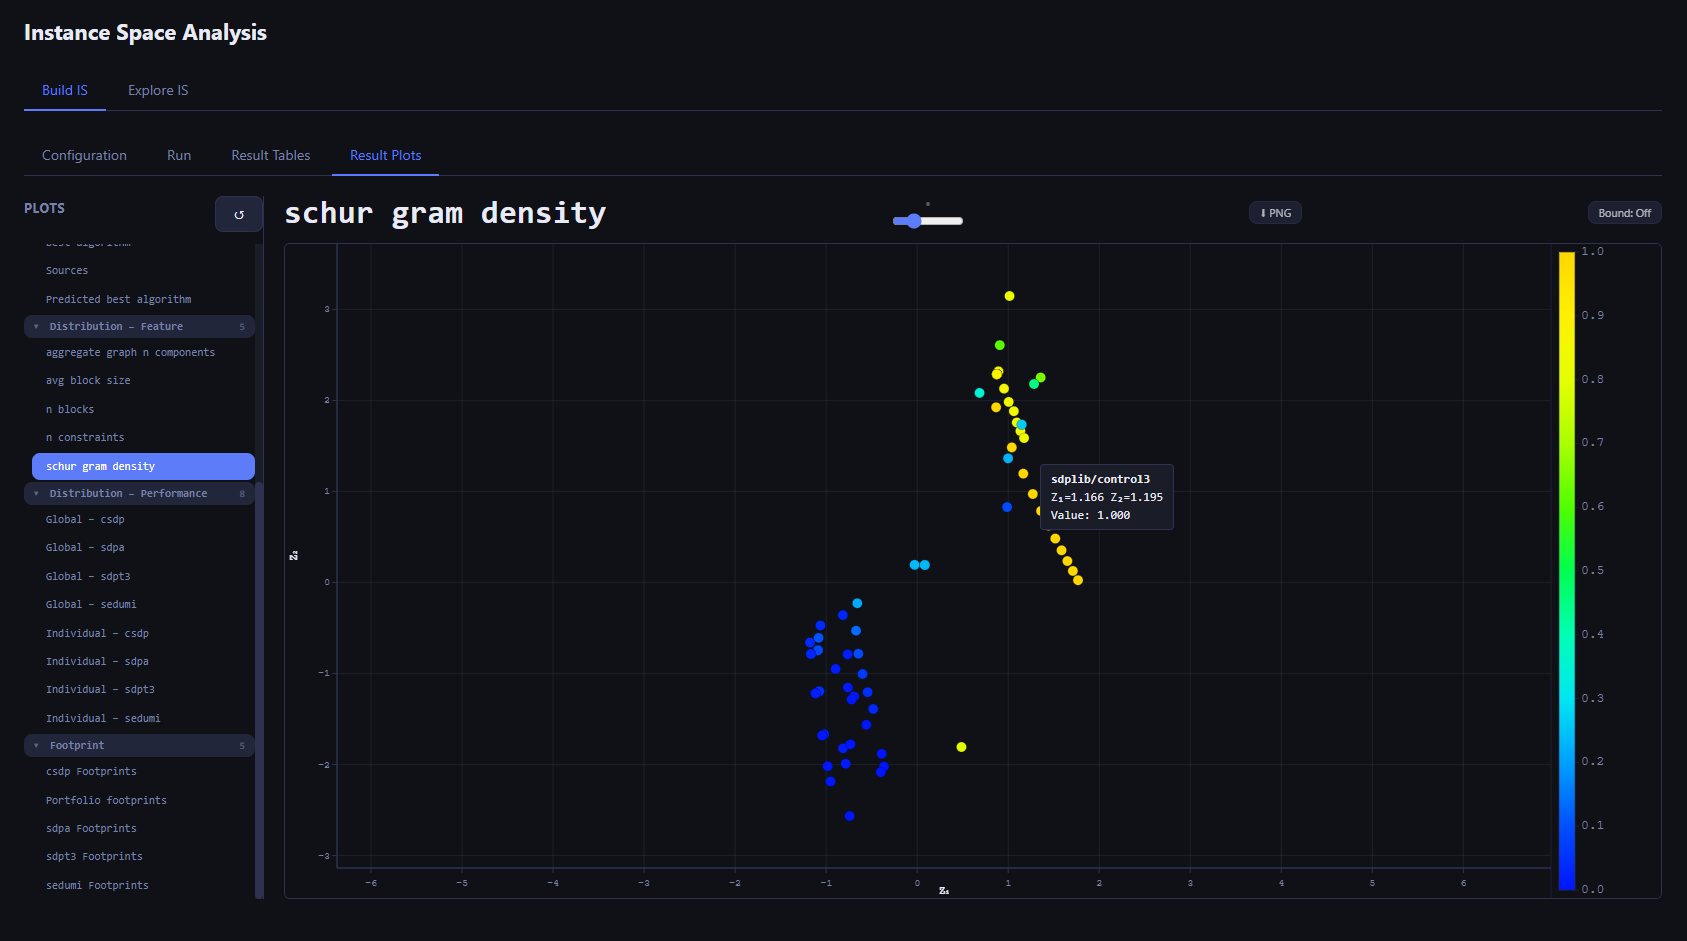 Instance Space Analysis
Build IS
Explore IS
Configuration
Run
Result Tables
Result Plots
PLOTS
↺
schur gram density
⬇ PNG
Bound: Off
best algorithm
Sources
Predicted best algorithm
▾ Distribution – Feature 5
aggregate graph n components
avg block size
n blocks
n constraints
schur gram density
▾ Distribution – Performance 8
Global – csdp
Global – sdpa
Global – sdpt3
Global – sedumi
Individual – csdp
Individual – sdpa
Individual – sdpt3
Individual – sedumi
▾ Footprint 5
csdp Footprints
Portfolio footprints
sdpa Footprints
sdpt3 Footprints
sedumi Footprints
3
2
1
0
−1
−2
−3
Z₂
sdplib/control3
Z₁=1.166 Z₂=1.195
Value: 1.000
−6 −5 −4 −3 −2 −1 0 1 2 3 4 5 6
Z₁
1.0
0.9
0.8
0.7
0.6
0.5
0.4
0.3
0.2
0.1
0.0